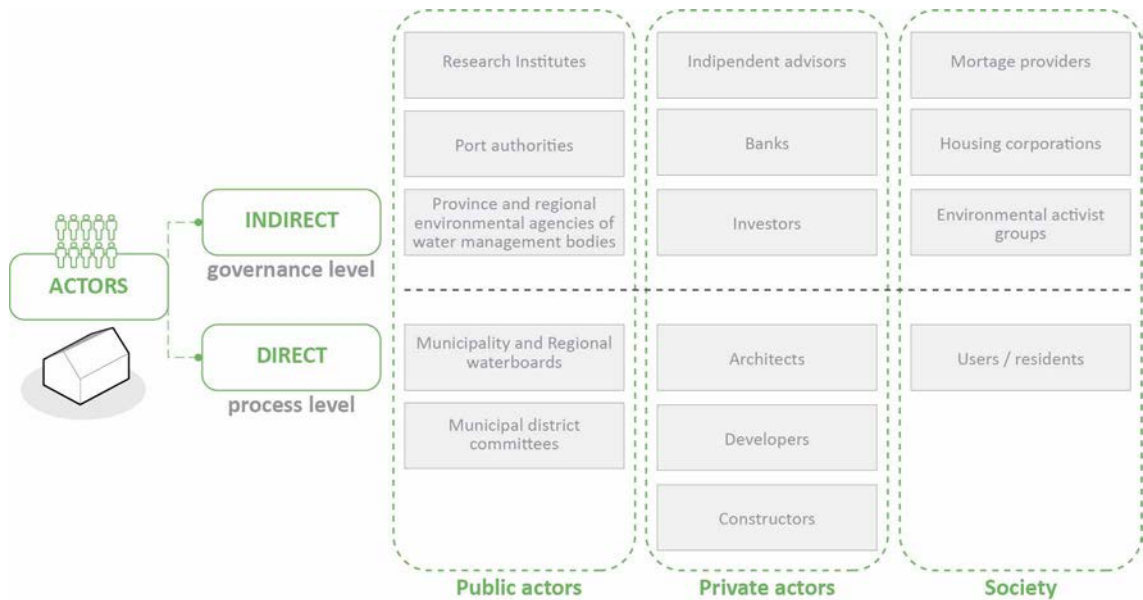 ACTORS
INDIRECT
governance level
DIRECT
process level
Research Institutes
Port authorities
Province and regional
environmental agencies of
water management bodies
Municipality and Regional
waterboards
Municipal district
committees
Public actors
Indipendent advisors
Banks
Investors
Architects
Developers
Constructors
Private actors
Mortage providers
Housing corporations
Environmental activist
groups
Users / residents
Society